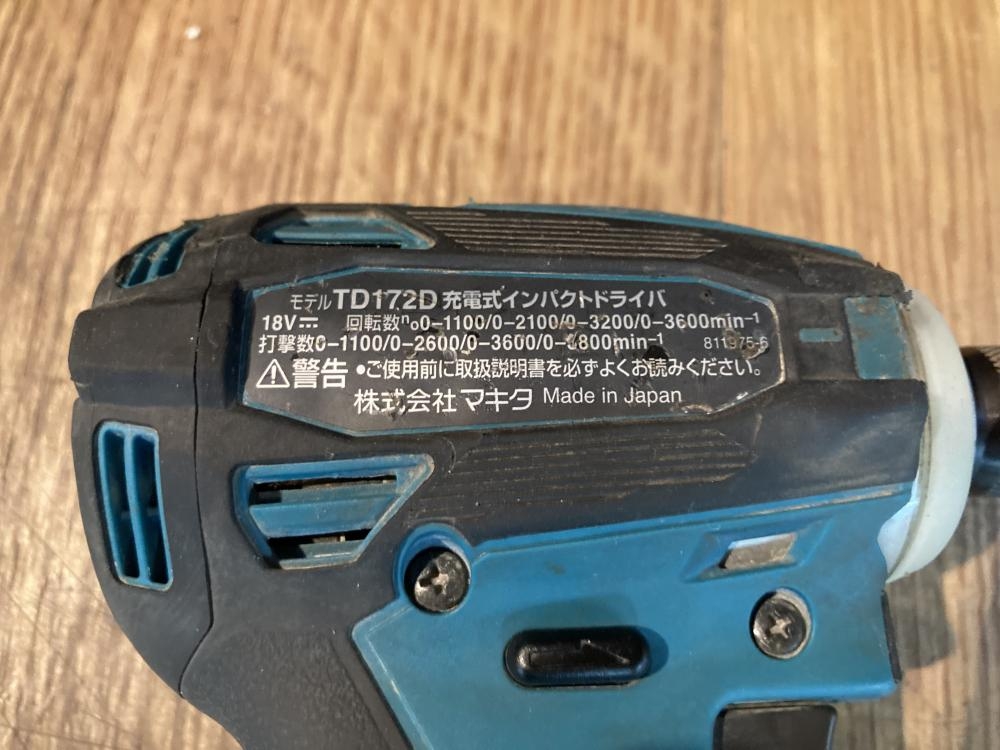 モデルTD172D 充電式インパクトドライバ
18V⎓ 回転数n₀0-1100/0-2100/0-3200/0-3600min⁻¹
打撃数0-1100/0-2600/0-3600/0-3800min⁻¹ 811975-6
⚠警告 •ご使用前に取扱説明書を必ずよくお読みください。
株式会社マキタ Made in Japan